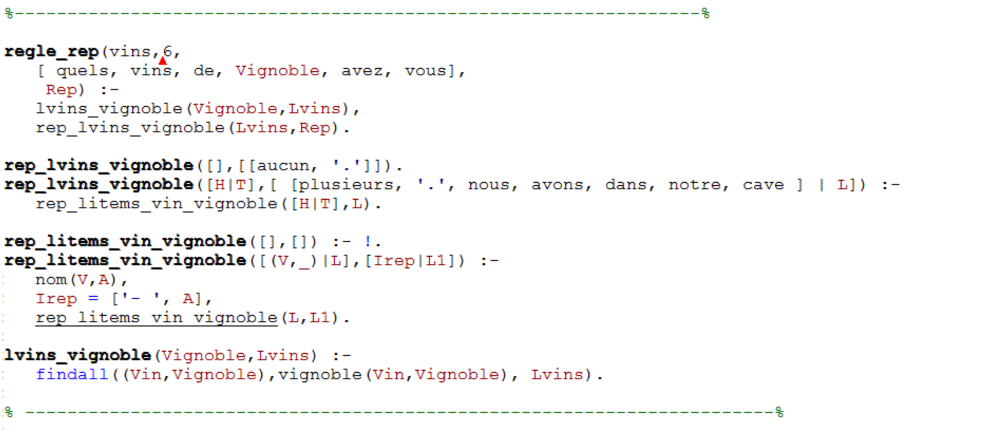 %------------------------------------------------------------------%
regle_rep(vins,6,
[ quels, vins, de, Vignoble, avez, vous],
Rep) :-
lvins_vignoble(Vignoble,Lvins),
rep_lvins_vignoble(Lvins,Rep).
rep_lvins_vignoble([],[[aucun, '.']]).
rep_lvins_vignoble([H|T],[ [plusieurs, '.', nous, avons, dans, notre, cave ] | L]) :-
rep_litems_vin_vignoble([H|T],L).
rep_litems_vin_vignoble([],[]) :- !.
rep_litems_vin_vignoble([(V,_)|L],[Irep|L1]) :-
nom(V,A),
Irep = ['- ', A],
rep_litems_vin_vignoble(L,L1).
lvins_vignoble(Vignoble,Lvins) :-
findall((Vin,Vignoble),vignoble(Vin,Vignoble), Lvins).
% ------------------------------------------------------------------------%